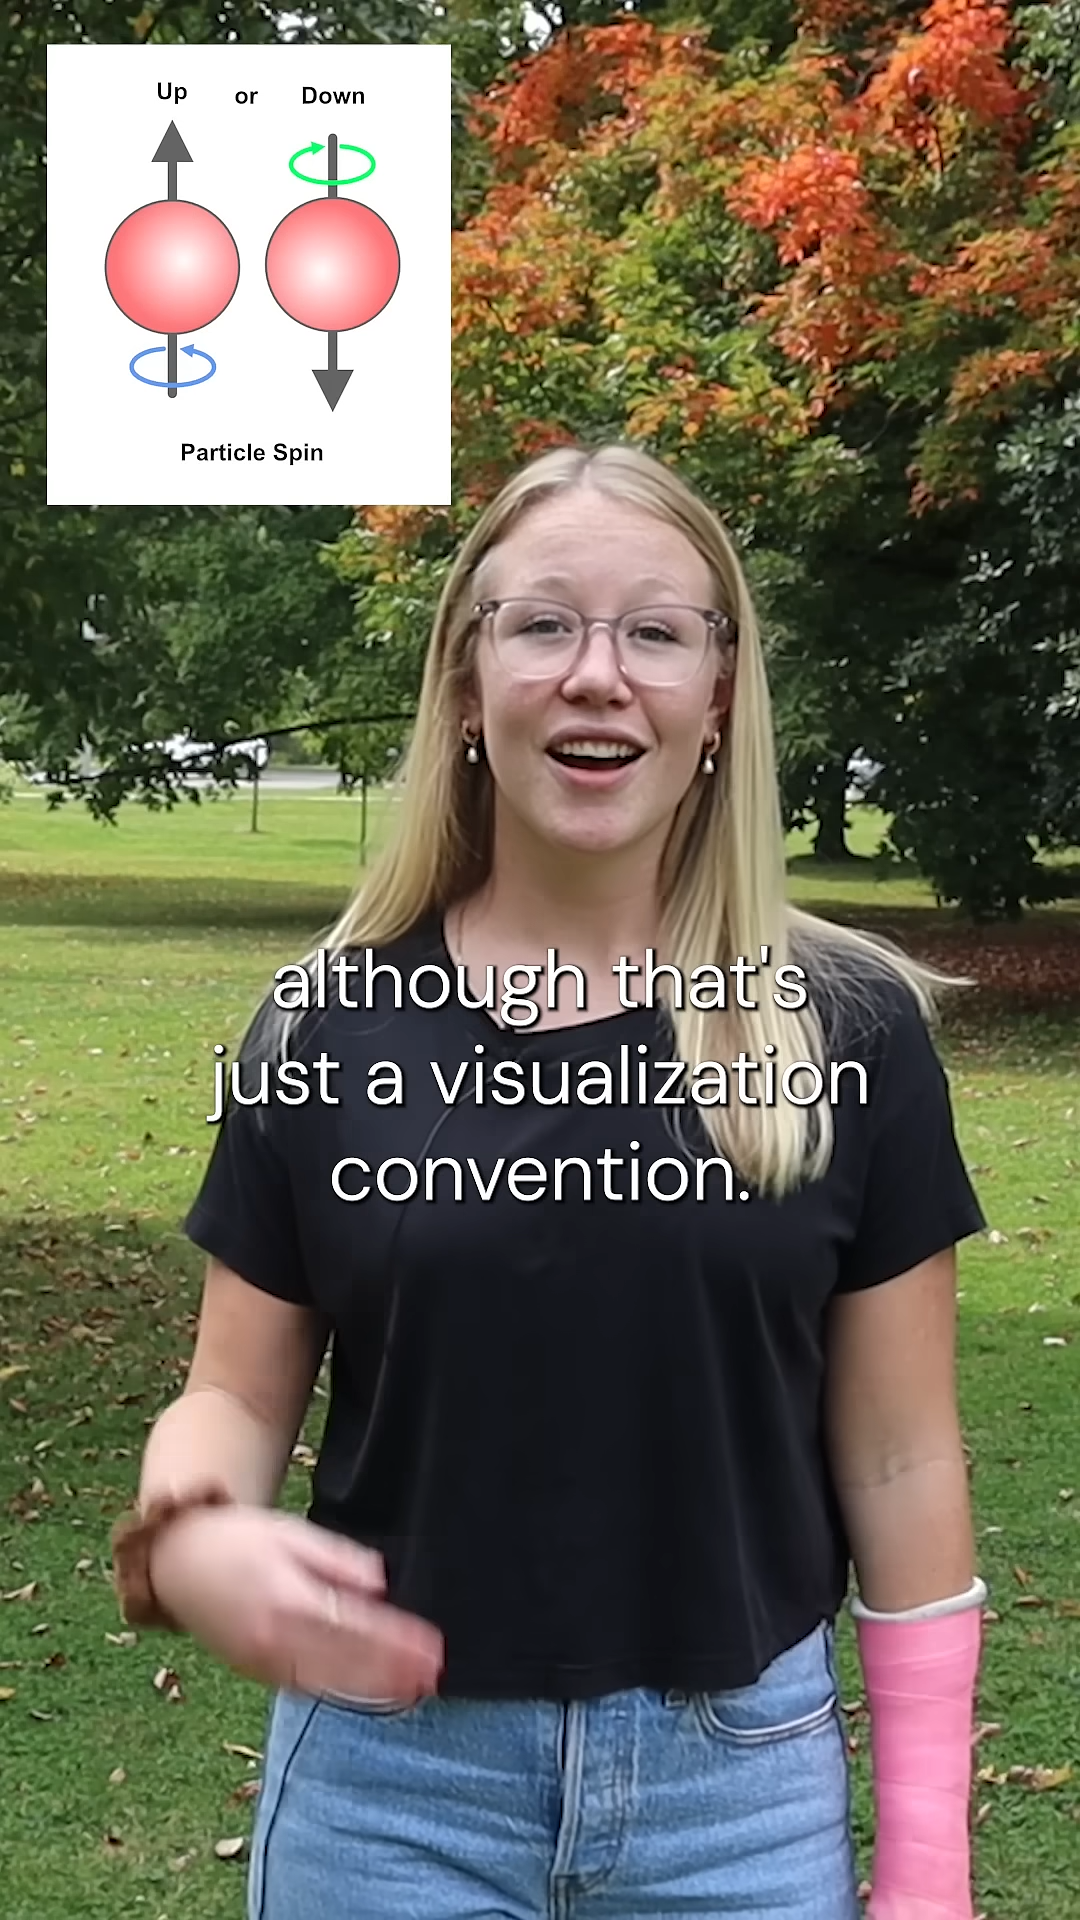 Up or Down
Particle Spin
although that's
just a visualization
convention.